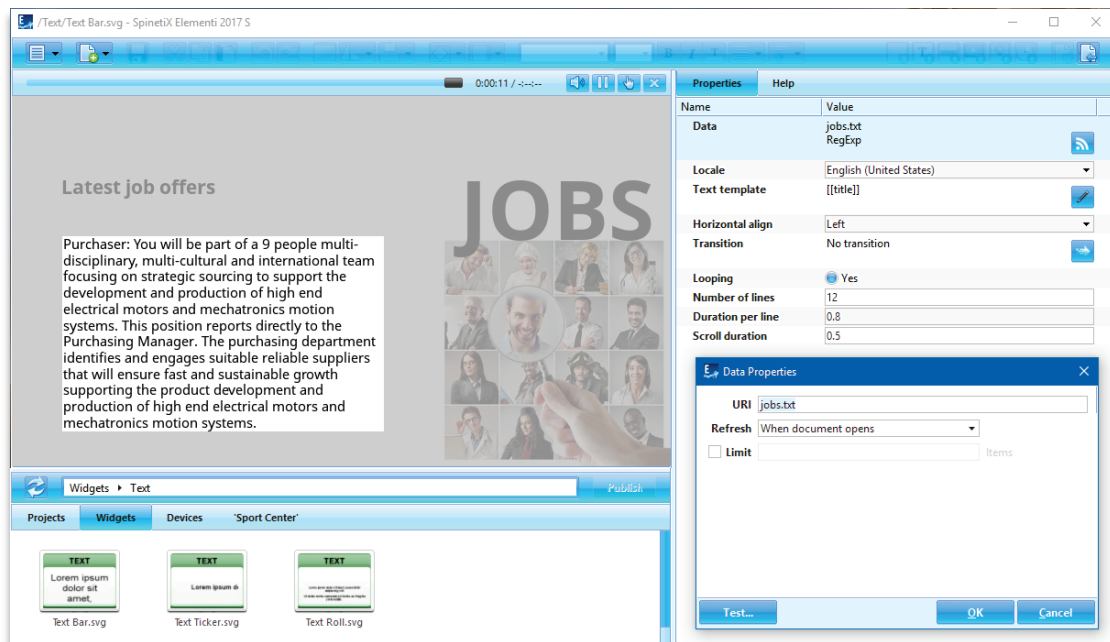 /Text/Text Bar.svg - SpinetiX Elementi 2017 S
0:00:11 / -:--:--
Latest job offers
JOBS
Purchaser: You will be part of a 9 people multi-
disciplinary, multi-cultural and international team
focusing on strategic sourcing to support the
development and production of high end
electrical motors and mechatronics motion
systems. This position reports directly to the
Purchasing Manager. The purchasing department
identifies and engages suitable reliable suppliers
that will ensure fast and sustainable growth
supporting the product development and
production of high end electrical motors and
mechatronics motion systems.
Widgets ▸ Text
Publish
Projects Widgets Devices 'Sport Center'
TEXT
Lorem ipsum
dolor sit
amet,
Text Bar.svg
TEXT
Lorem ipsum d
Text Ticker.svg
TEXT
Text Roll.svg
Properties Help
Name Value
Data jobs.txt
RegExp
Locale English (United States)
Text template [[title]]
Horizontal align Left
Transition No transition
Looping Yes
Number of lines 12
Duration per line 0.8
Scroll duration 0.5
Data Properties
URI jobs.txt
Refresh When document opens
Limit Items
Test... OK Cancel